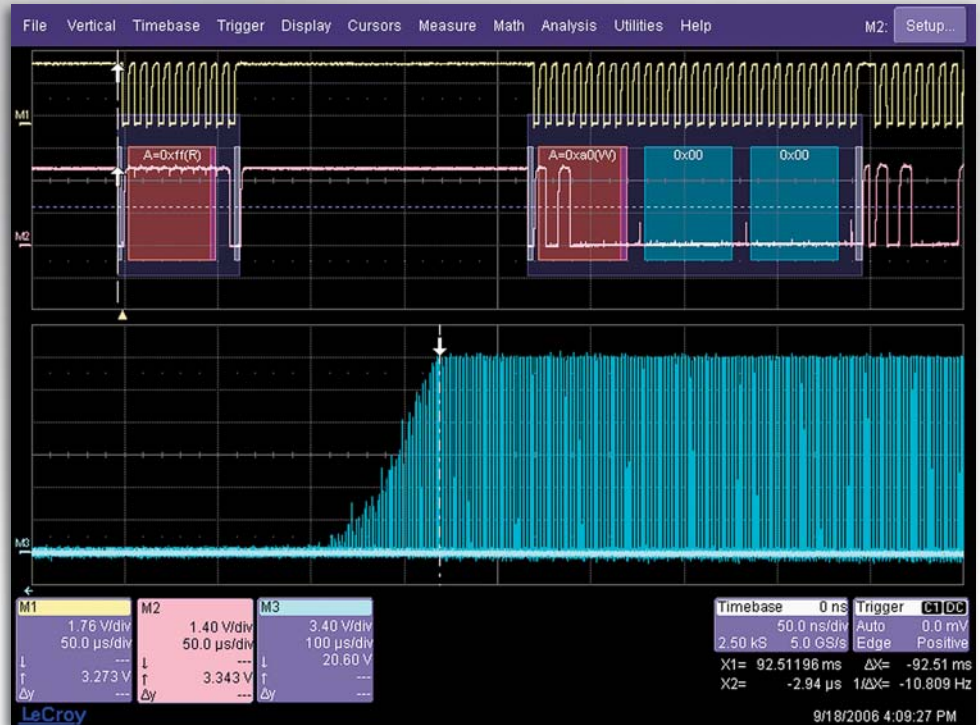 File Vertical Timebase Trigger Display Cursors Measure Math Analysis Utilities Help M2: Setup...
M1
A=0xff(R) A=0xa0(W) 0x00 0x00
M2
M3
M1 M2 M3
1.76 V/div 1.40 V/div 3.40 V/div
50.0 µs/div 50.0 µs/div 100 µs/div
--- --- 20.60 V
3.273 V 3.343 V ---
Δy --- Δy --- Δy ---
Timebase 0 ns Trigger C1 DC
50.0 ns/div Auto 0.0 mV
2.50 kS 5.0 GS/s Edge Positive
X1= 92.51196 ms ΔX= -92.51 ms
X2= -2.94 µs 1/ΔX= -10.809 Hz
LeCroy 9/18/2006 4:09:27 PM